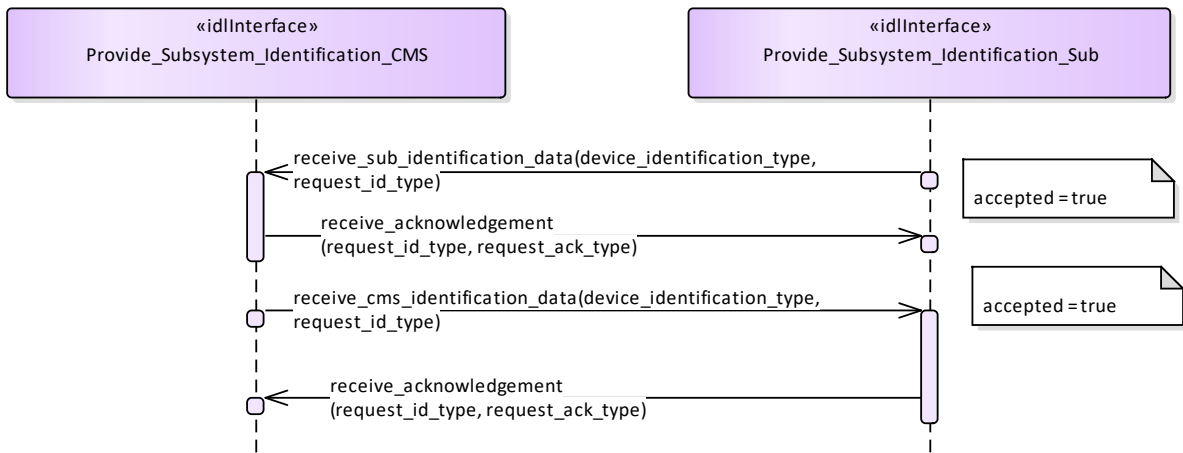 «idlInterface»
Provide_Subsystem_Identification_CMS
«idlInterface»
Provide_Subsystem_Identification_Sub
receive_sub_identification_data(device_identification_type,
request_id_type)
accepted = true
receive_acknowledgement
(request_id_type, request_ack_type)
receive_cms_identification_data(device_identification_type,
request_id_type)
accepted = true
receive_acknowledgement
(request_id_type, request_ack_type)